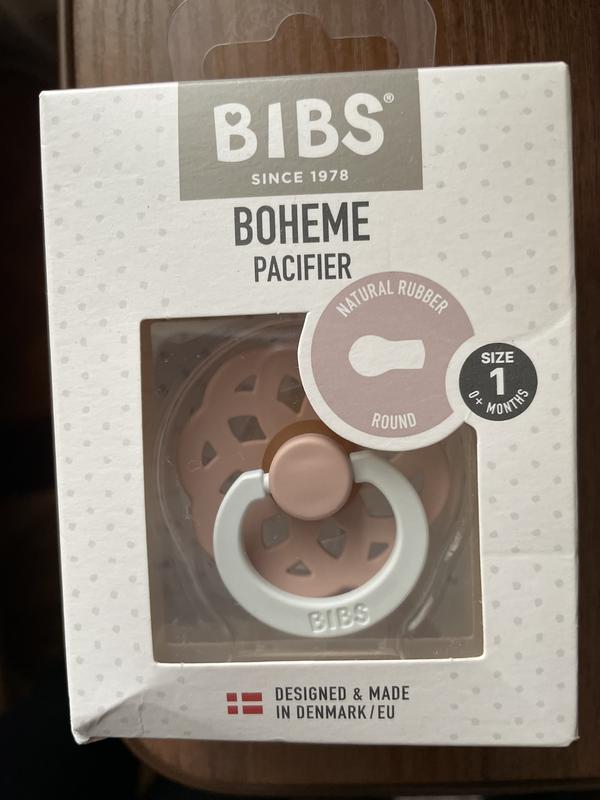 BIBS®
SINCE 1978
BOHEME
PACIFIER
NATURAL RUBBER
ROUND
SIZE
1
0+ MONTHS
BIBS
DESIGNED & MADE
IN DENMARK/EU